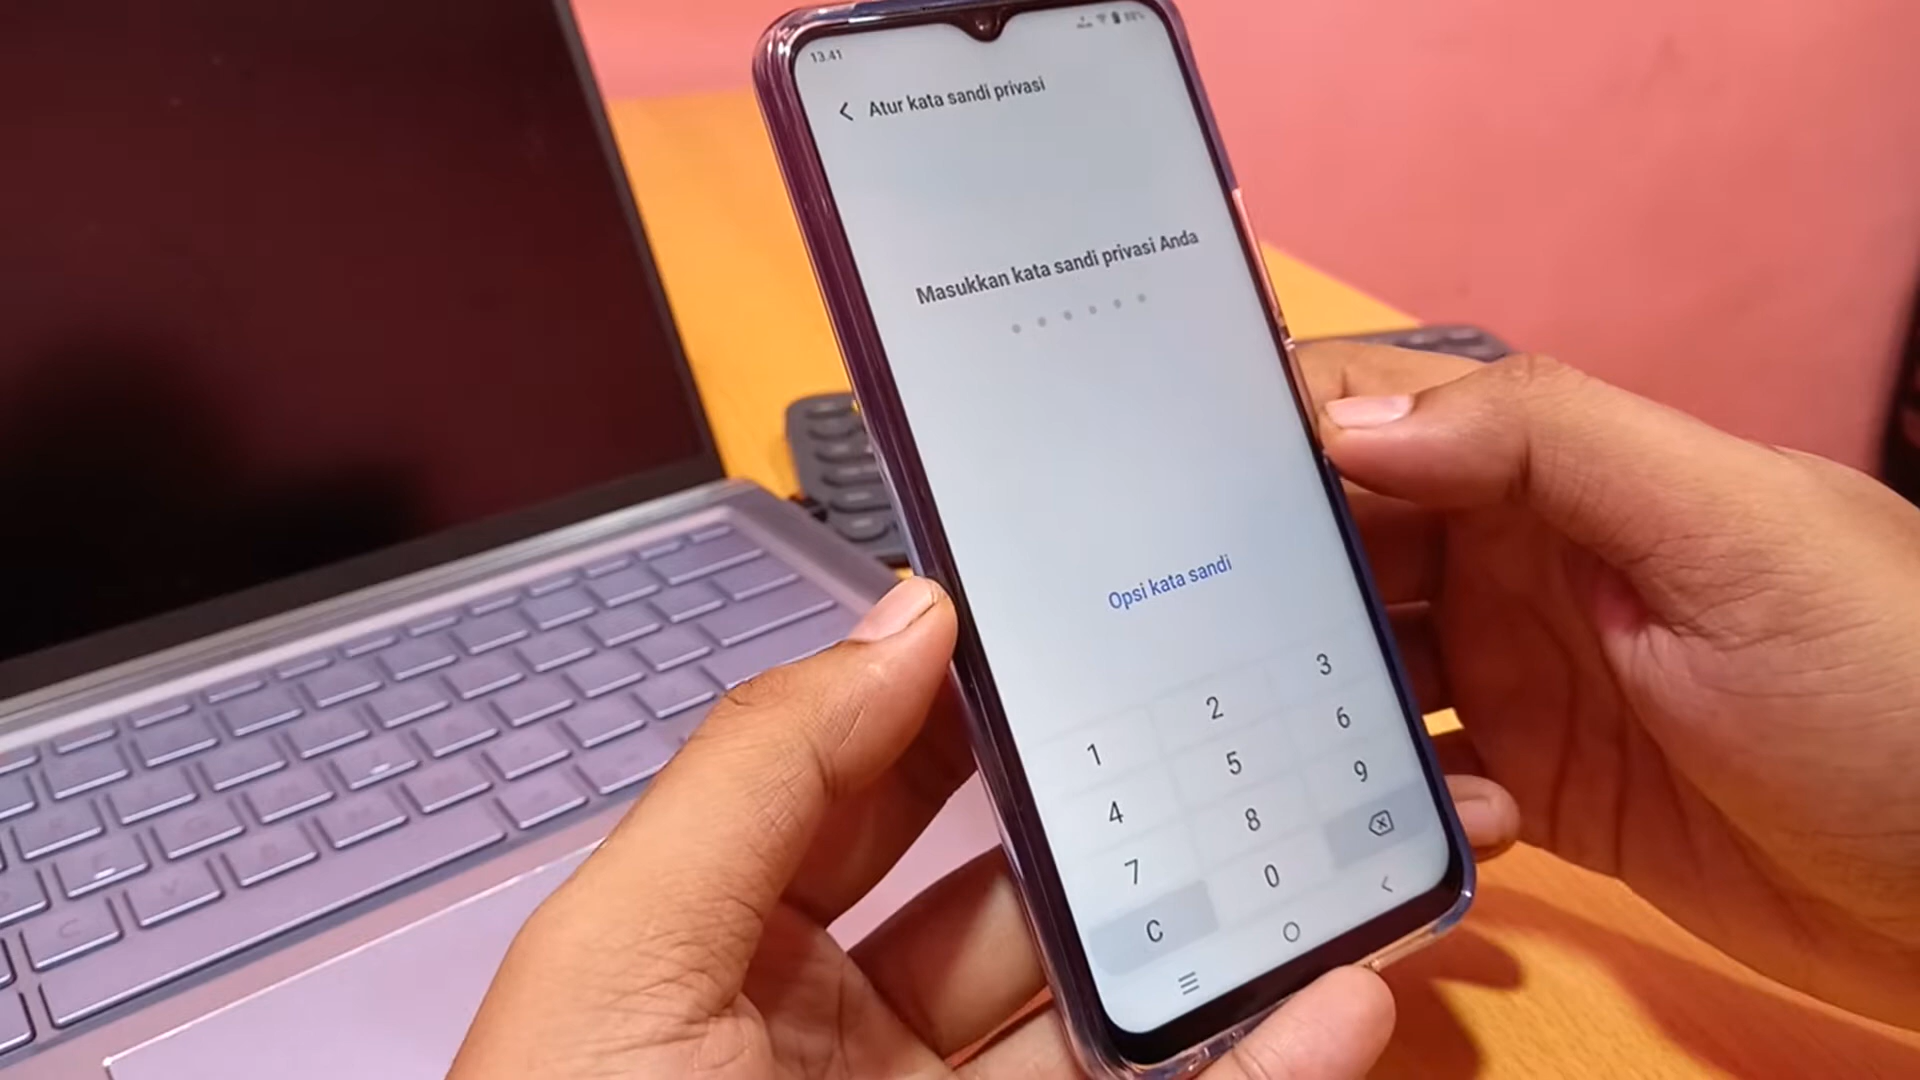 13.41
Atur kata sandi privasi
Masukkan kata sandi privasi Anda
Opsi kata sandi
1 2 3
4 5 6
7 8 9
C 0